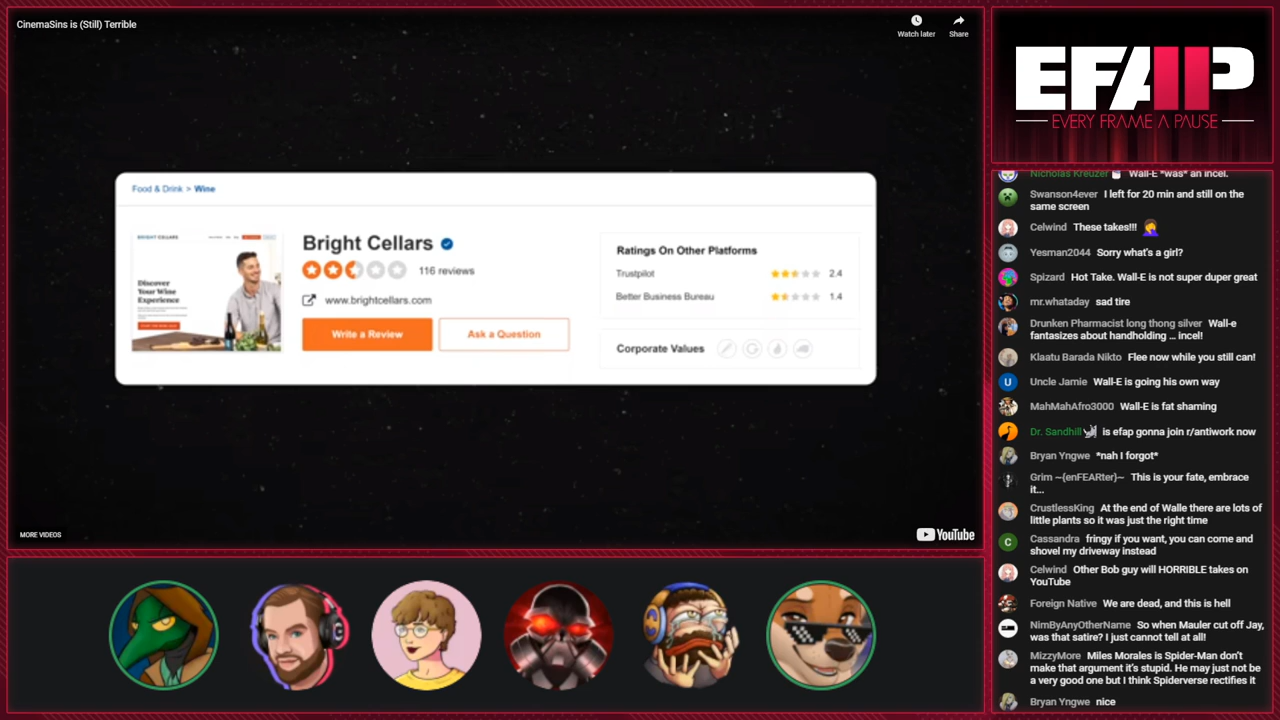 CinemaSins is (Still) Terrible
Watch later
Share
Food & Drink > Wine
BRIGHT CELLARS
Discover
Your Wine
Experience
Bright Cellars
116 reviews
www.brightcellars.com
Write a Review
Ask a Question
Ratings On Other Platforms
Trustpilot
2.4
Better Business Bureau
1.4
Corporate Values
MORE VIDEOS
YouTube
EFAP
EVERY FRAME A PAUSE
Nicholas Kreuzer Wall-E *was* an incel.
Swanson4ever I left for 20 min and still on the
same screen
Celwind These takes!!!
Yesman2044 Sorry what's a girl?
Spizard Hot Take. Wall-E is not super duper great
mr.whataday sad tire
Drunken Pharmacist long thong silver Wall-e
fantasizes about handholding ... incel!
Klaatu Barada Nikto Flee now while you still can!
U
Uncle Jamie Wall-E is going his own way
MahMahAfro3000 Wall-E is fat shaming
Dr. Sandhill is efap gonna join r/antiwork now
Bryan Yngwe *nah I forgot*
Grim ~{enFEARter}~ This is your fate, embrace
it...
CrustlessKing At the end of Walle there are lots of
little plants so it was just the right time
C
Cassandra fringy if you want, you can come and
shovel my driveway instead
Celwind Other Bob guy will HORRIBLE takes on
YouTube
Foreign Native We are dead, and this is hell
NimByAnyOtherName So when Mauler cut off Jay,
was that satire? I just cannot tell at all!
MizzyMore Miles Morales is Spider-Man don't
make that argument it's stupid. He may just not be
a very good one but I think Spiderverse rectifies it
Bryan Yngwe nice